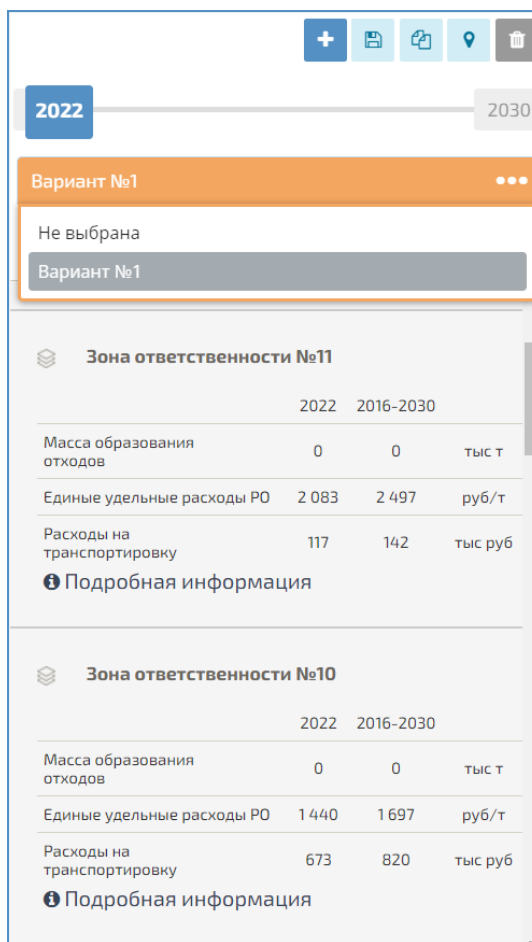 2022 2030
Вариант №1
Не выбрана
Вариант №1
Зона ответственности №11
2022 2016-2030
Масса образования
отходов 0 0 тыс т
Единые удельные расходы РО 2 083 2 497 руб/т
Расходы на
транспортировку 117 142 тыс руб
Подробная информация
Зона ответственности №10
2022 2016-2030
Масса образования
отходов 0 0 тыс т
Единые удельные расходы РО 1 440 1 697 руб/т
Расходы на
транспортировку 673 820 тыс руб
Подробная информация